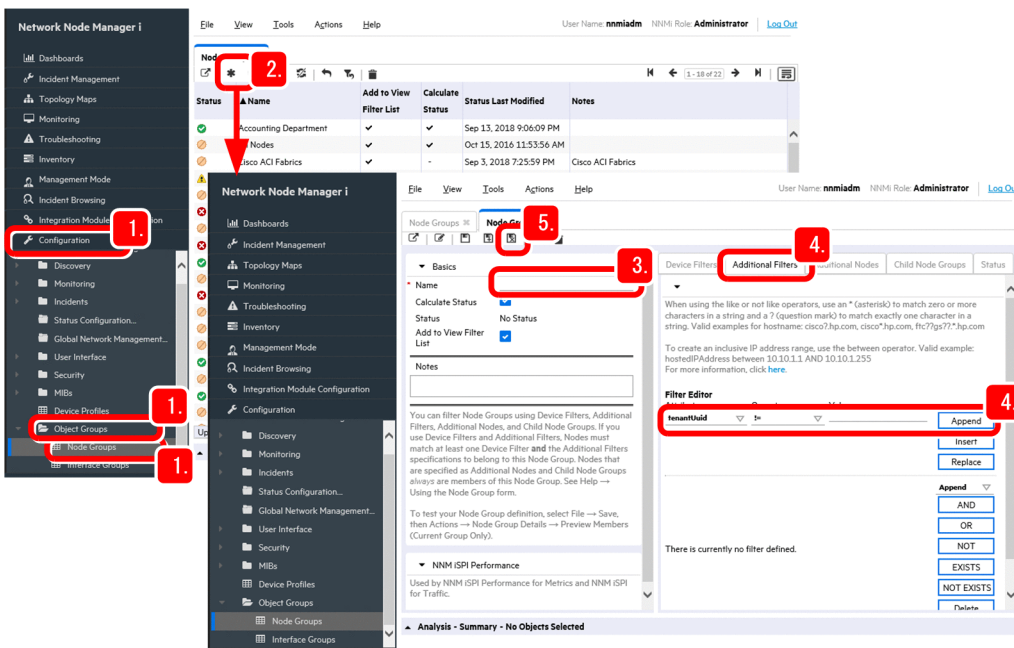 Network Node Manager i
File View Tools Actions Help
User Name: nnmiadm NNMi Role: Administrator Log Out
Dashboards
Incident Management
Topology Maps
Monitoring
Troubleshooting
Inventory
Management Mode
Incident Browsing
Configuration
1.
Discovery
Monitoring
Incidents
Status Configuration...
Global Network Management...
User Interface
Security
MIBs
Device Profiles
1.
Object Groups
Node Groups
1.
Interface Groups
2.
1 - 18 of 22
Status Name Add to View Filter List Calculate Status Status Last Modified Notes
Accounting Department Sep 13, 2018 9:06:09 PM
Nodes Oct 15, 2016 11:53:56 AM
Cisco ACI Fabrics - Sep 3, 2018 7:25:59 PM Cisco ACI Fabrics
Up
Network Node Manager i
File View Tools Actions Help
User Name: nnmiadm NNMi Role: Administrator
Dashboards
Incident Management
Topology Maps
Monitoring
Troubleshooting
Inventory
Management Mode
Incident Browsing
Integration Module Configuration
Configuration
Discovery
Monitoring
Incidents
Status Configuration...
Global Network Management...
User Interface
Security
MIBs
Device Profiles
Object Groups
Node Groups
Interface Groups
Node Groups
5.
Basics
3.
* Name
Calculate Status
Status No Status
Add to View Filter
List
Notes
You can filter Node Groups using Device Filters, Additional
Filters, Additional Nodes, and Child Node Groups. If you
use Device Filters and Additional Filters, Nodes must
match at least one Device Filter and the Additional Filters
specifications to belong to this Node Group. Nodes that
are specified as Additional Nodes and Child Node Groups
always are members of this Node Group. See Help →
Using the Node Group form.
To test your Node Group definition, select File → Save,
then Actions → Node Group Details → Preview Members
(Current Group Only).
NNM iSPI Performance
Used by NNM iSPI Performance for Metrics and NNM iSPI
for Traffic.
4.
Device Filters Additional Filters Additional Nodes Child Node Groups Status
When using the like or not like operators, use an * (asterisk) to match zero or more
characters in a string and a ? (question mark) to match exactly one character in a
string. Valid examples for hostname: cisco?.hp.com, cisco*.hp.com, ftc??gs??.*.hp.com
To create an inclusive IP address range, use the between operator. Valid example:
hostedIPAddress between 10.10.1.1 AND 10.10.1.255
For more information, click here.
Filter Editor
4.
tenantUuid != Append
Insert
Replace
Append
AND
OR
NOT
EXISTS
NOT EXISTS
Delete
There is currently no filter defined.
Analysis - Summary - No Objects Selected